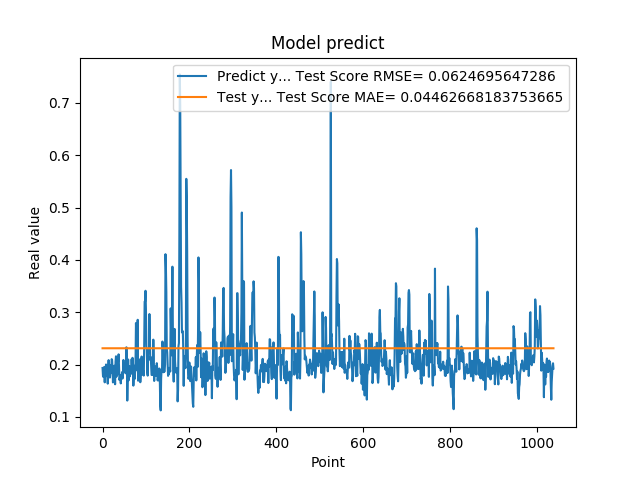 Model predict
Predict y... Test Score RMSE= 0.0624695647286
Test y... Test Score MAE= 0.04462668183753665
Real value
0.7
0.6
0.5
0.4
0.3
0.2
0.1
0 200 400 600 800 1000
Point